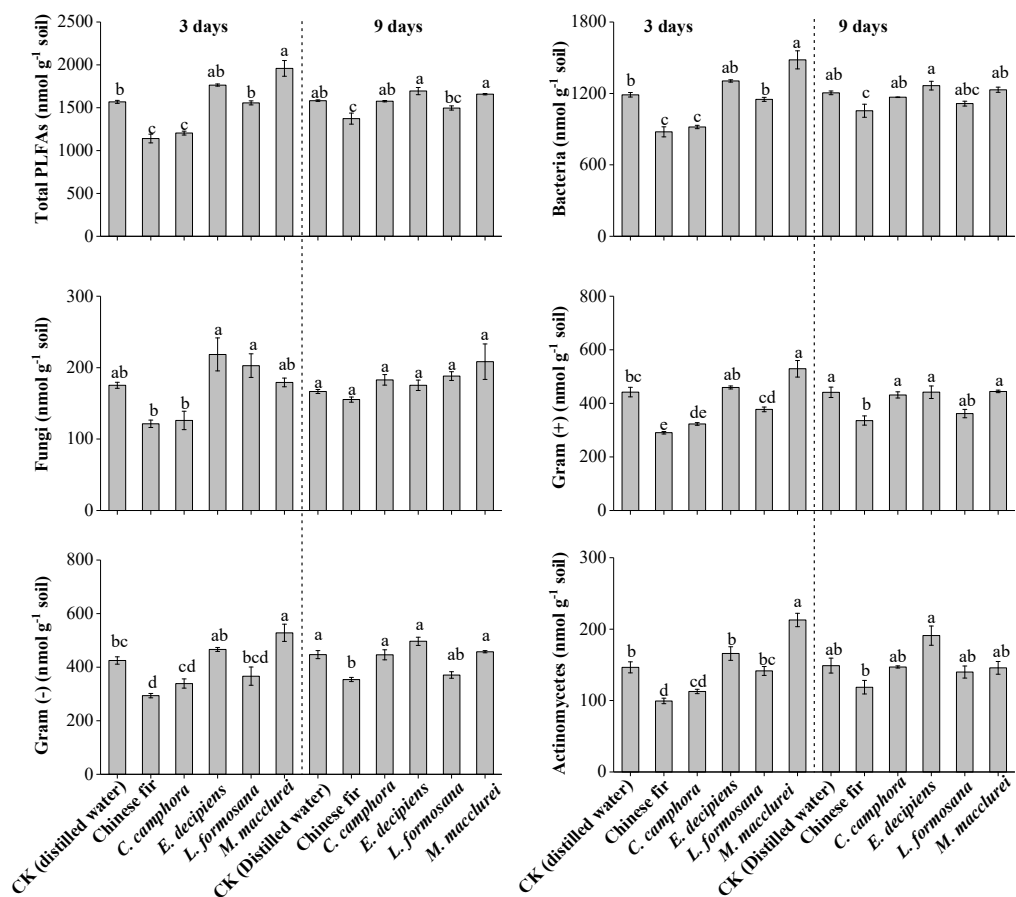 3 days 9 days
Total PLFAs (nmol g⁻¹ soil)
2500
2000
1500
1000
500
0
b c c ab b a ab c ab a bc a
3 days 9 days
Bacteria (nmol g⁻¹ soil)
1800
1200
600
0
b c c ab b a ab c ab a abc ab
Fungi (nmol g⁻¹ soil)
300
200
100
0
ab b b a a ab a a a a a a
Gram (+) (nmol g⁻¹ soil)
800
600
400
200
0
bc e de ab cd a a b a a ab a
Gram (-) (nmol g⁻¹ soil)
800
600
400
200
0
bc d cd ab bcd a a b a a ab a
CK (distilled water)
Chinese fir
C. camphora
E. decipiens
L. formosana
M. macclurei
CK (Distilled water)
Chinese fir
C. camphora
E. decipiens
L. formosana
M. macclurei
Actinomycetes (nmol g⁻¹ soil)
300
200
100
0
b d cd b bc a ab b ab a ab ab
CK (distilled water)
Chinese fir
C. camphora
E. decipiens
L. formosana
M. macclurei
CK (Distilled water)
Chinese fir
C. camphora
E. decipiens
L. formosana
M. macclurei